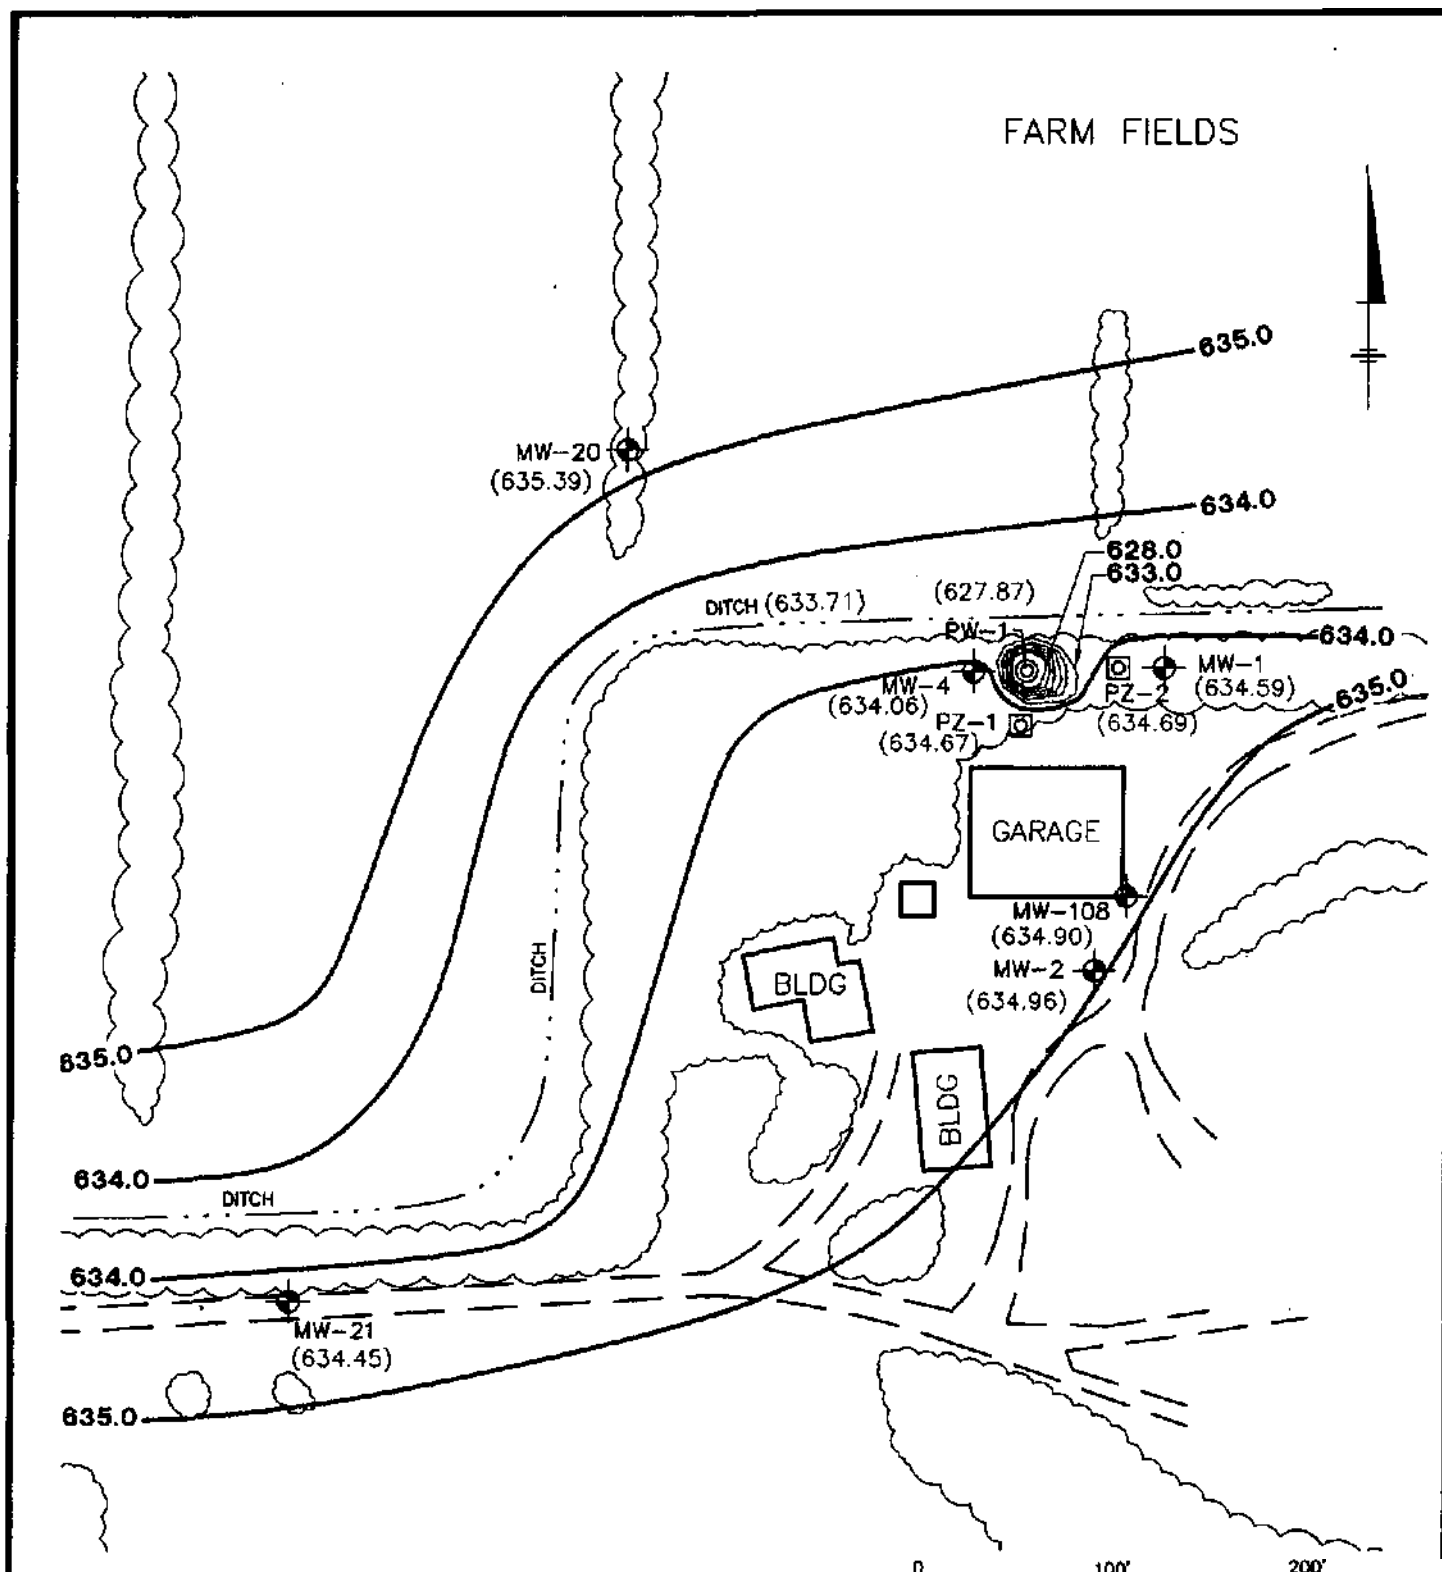 FARM FIELDS
635.0
MW-20
(635.39)
634.0
628.0
633.0
(627.87)
DITCH (633.71)
PW-1
634.0
MW-4
(634.06)
MW-1
(634.59)
PZ-2
(634.69)
635.0
PZ-1
(634.67)
GARAGE
MW-108
(634.90)
MW-2
(634.96)
BLDG
DITCH
635.0
BLDG
634.0
DITCH
634.0
MW-21
(634.45)
635.0
0 100' 200'